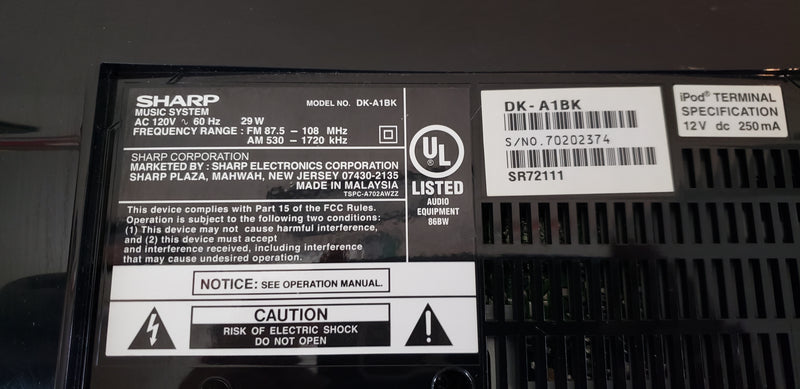 SHARP
MUSIC SYSTEM
MODEL NO. DK-A1BK
AC 120V ∿ 60 Hz 29 W
FREQUENCY RANGE : FM 87.5 - 108 MHz
AM 530 - 1720 kHz
SHARP CORPORATION
MARKETED BY : SHARP ELECTRONICS CORPORATION
SHARP PLAZA, MAHWAH, NEW JERSEY 07430-2135
MADE IN MALAYSIA
TSPC-A702AWZZ
This device complies with Part 15 of the FCC Rules.
Operation is subject to the following two conditions:
(1) This device may not cause harmful interference,
and (2) this device must accept
and interference received, including interference
that may cause undesired operation.
UL
®
LISTED
AUDIO
EQUIPMENT
86BW
NOTICE: SEE OPERATION MANUAL.
CAUTION
RISK OF ELECTRIC SHOCK
DO NOT OPEN
DK- A1BK
S/NO.70202374
SR72111
iPod® TERMINAL
SPECIFICATION
12V dc 250mA